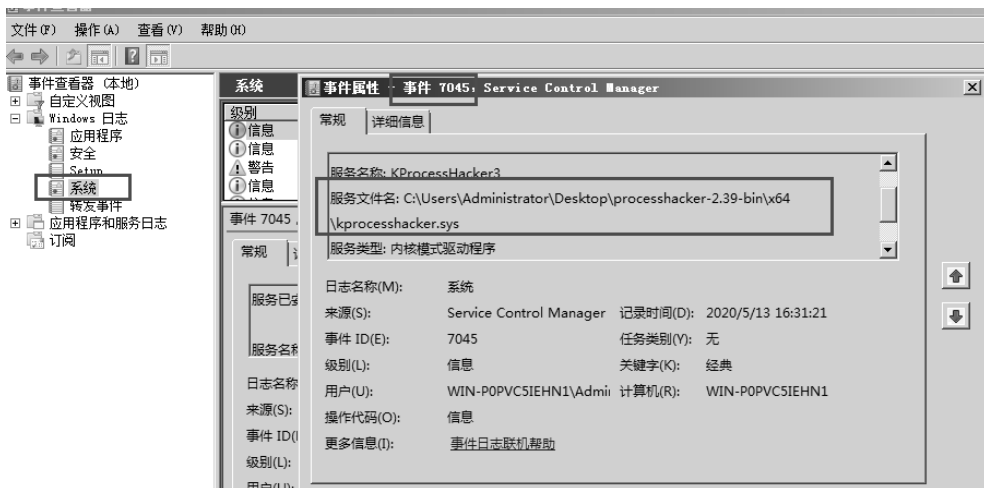 文件(F) 操作(A) 查看(V) 帮助(H)
事件查看器 (本地)
自定义视图
Windows 日志
应用程序
安全
Setup
系统
转发事件
应用程序和服务日志
订阅
系统
级别
信息
信息
警告
信息
事件 7045
常规
服务已安
服务名称
日志名称
来源(S):
事件 ID(
级别(L):
用户(U):
事件属性 - 事件 7045, Service Control Manager
常规 详细信息
服务名称: KProcessHacker3
服务文件名: C:\Users\Administrator\Desktop\processhacker-2.39-bin\x64
\kprocesshacker.sys
服务类型: 内核模式驱动程序
日志名称(M): 系统
来源(S): Service Control Manager 记录时间(D): 2020/5/13 16:31:21
事件 ID(E): 7045 任务类别(Y): 无
级别(L): 信息 关键字(K): 经典
用户(U): WIN-P0PVC5IEHN1\Admi 计算机(R): WIN-P0PVC5IEHN1
操作代码(O): 信息
更多信息(I): 事件日志联机帮助